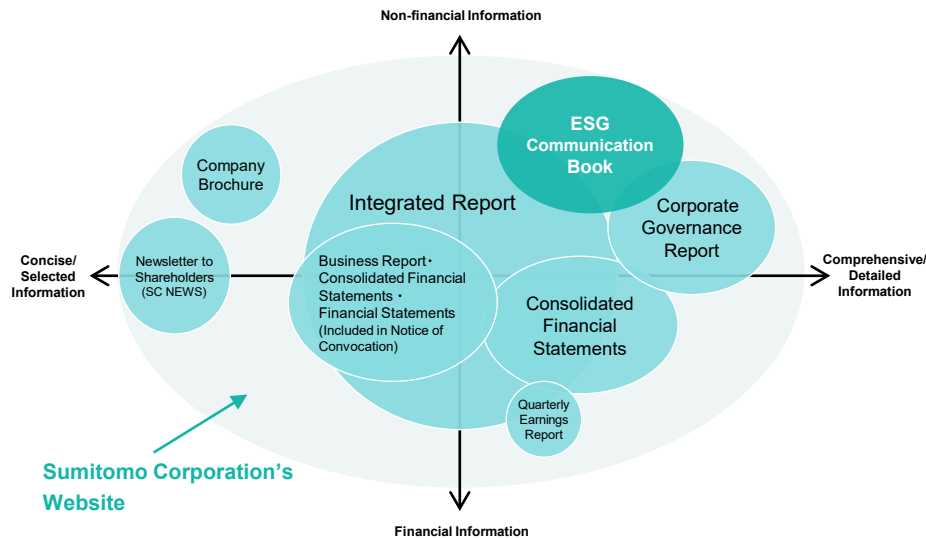 Non-financial Information
ESG
Communication
Book
Company
Brochure
Integrated Report
Corporate
Governance
Report
Concise/
Selected
Information
Newsletter to
Shareholders
(SC NEWS)
Business Report・
Consolidated Financial
Statements・
Financial Statements
(Included in Notice of
Convocation)
Comprehensive/
Detailed
Information
Consolidated
Financial
Statements
Quarterly
Earnings
Report
Sumitomo Corporation’s
Website
Financial Information